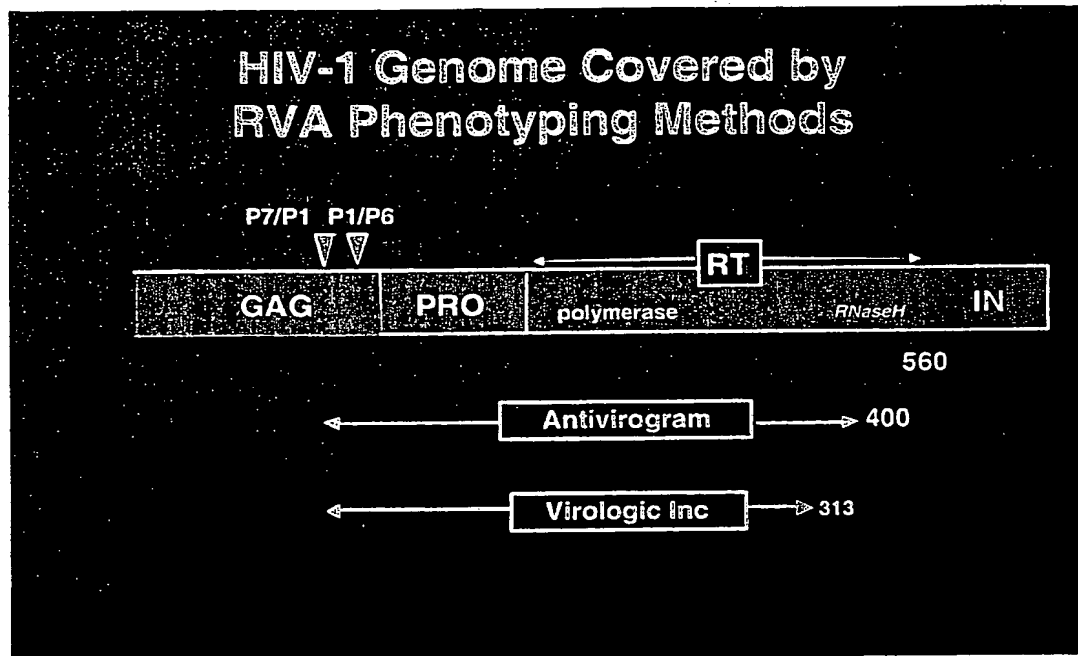 HIV-1 Genome Covered by
RVA Phenotyping Methods
P7/P1 P1/P6
RT
GAG PRO polymerase RNaseH IN
560
Antivirogram 400
Virologic Inc 313